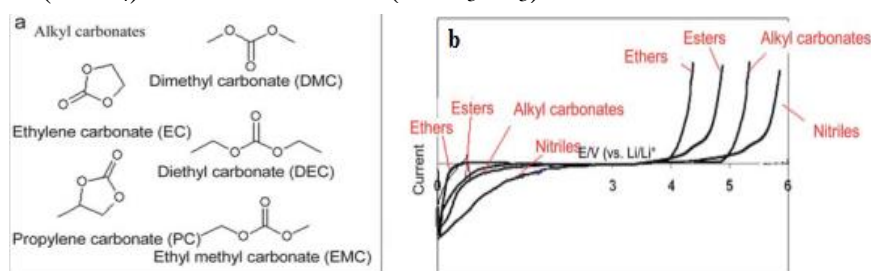 a
Alkyl carbonates
Dimethyl carbonate (DMC)
Ethylene carbonate (EC)
Diethyl carbonate (DEC)
Propylene carbonate (PC)
Ethyl methyl carbonate (EMC)
b
Ethers
Esters
Alkyl carbonates
Nitriles
Ethers
Esters
Alkyl carbonates
Nitriles
E/V (vs. Li/Li⁺
Current
0 3 4 5 6